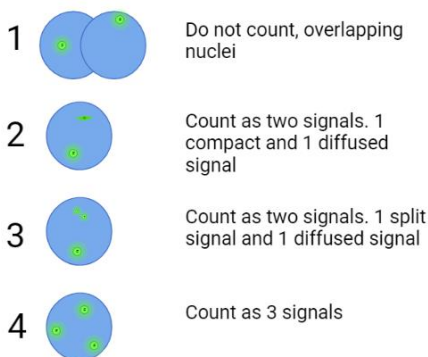 1
Do not count, overlapping
nuclei
2
Count as two signals. 1
compact and 1 diffused
signal
3
Count as two signals. 1 split
signal and 1 diffused signal
4
Count as 3 signals